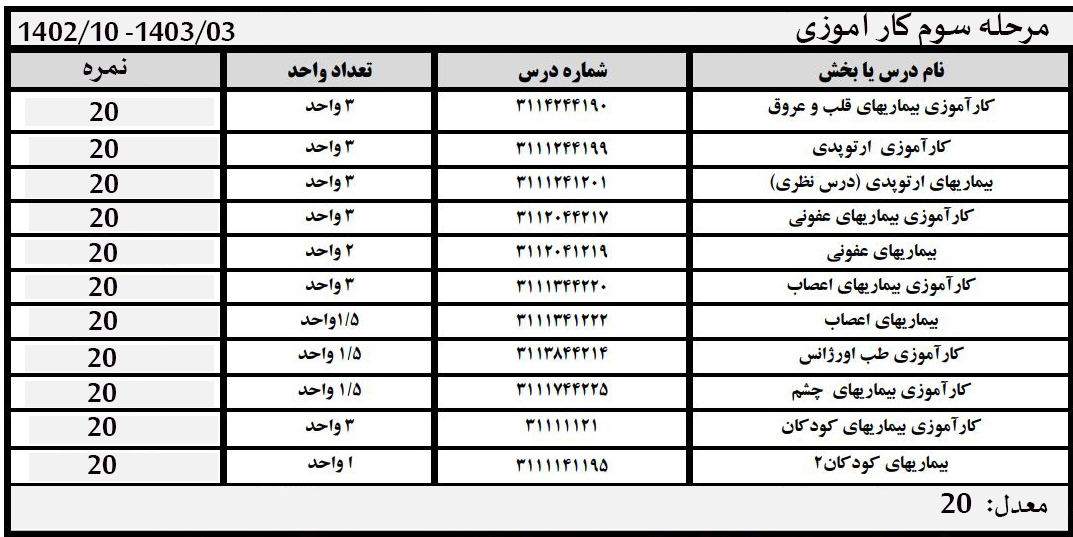 مرحله سوم کار اموزی 1402/10 -1403/03
نام درس یا بخش شماره درس تعداد واحد نمره
کارآموزی بیماریهای قلب و عروق ۳۱۱۴۲۴۴۱۹۰ ۳ واحد 20
کارآموزی ارتوپدی ۳۱۱۱۲۴۴۱۹۹ ۳ واحد 20
بیماریهای ارتوپدی (درس نظری) ۳۱۱۱۲۴۱۲۰۱ ۳ واحد 20
کارآموزی بیماریهای عفونی ۳۱۱۲۰۴۴۲۱۷ ۳ واحد 20
بیماریهای عفونی ۳۱۱۲۰۴۱۲۱۹ ۲ واحد 20
کارآموزی بیماریهای اعصاب ۳۱۱۱۳۴۴۲۲۰ ۳ واحد 20
بیماریهای اعصاب ۳۱۱۱۳۴۱۲۲۲ ۱/۵واحد 20
کارآموزی طب اورژانس ۳۱۱۳۸۴۴۲۱۴ ۱/۵ واحد 20
کارآموزی بیماریهای چشم ۳۱۱۱۷۴۴۲۲۵ ۱/۵ واحد 20
کارآموزی بیماریهای کودکان ۳۱۱۱۱۱۲۱ ۳ واحد 20
بیماریهای کودکان۲ ۳۱۱۱۱۴۱۱۹۵ ۱ واحد 20
معدل: 20